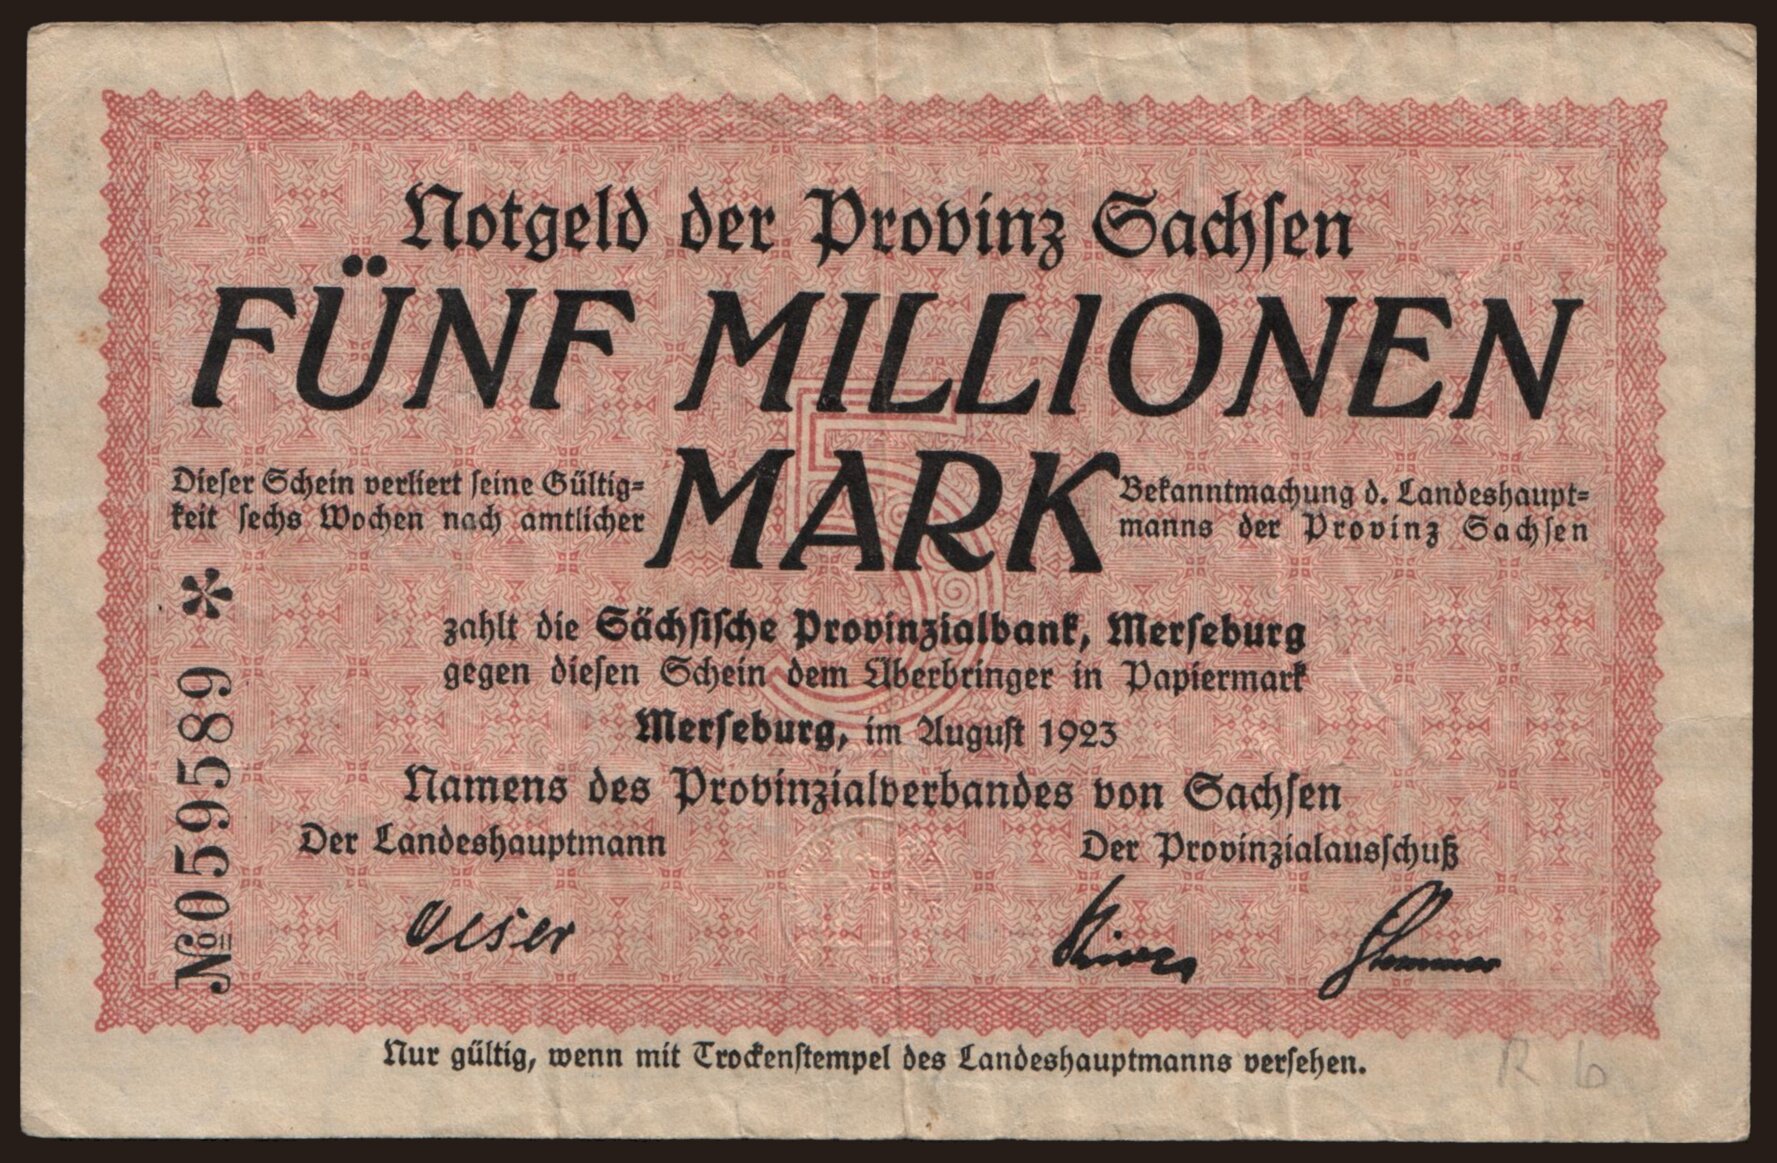 Notgeld der Provinz Sachsen
FÜNF MILLIONEN
MARK
Dieser Schein verliert seine Gültig=
keit sechs Wochen nach amtlicher
Bekanntmachung d. Landeshaupt=
manns der Provinz Sachsen
zahlt die Sächsische Provinzialbank, Merseburg
gegen diesen Schein dem Überbringer in Papiermark
Merseburg, im August 1923
Namens des Provinzialverbandes von Sachsen
Der Landeshauptmann
Der Provinzialausschuß
№059589 *
Nur gültig, wenn mit Trockenstempel des Landeshauptmanns versehen.
R 6
5